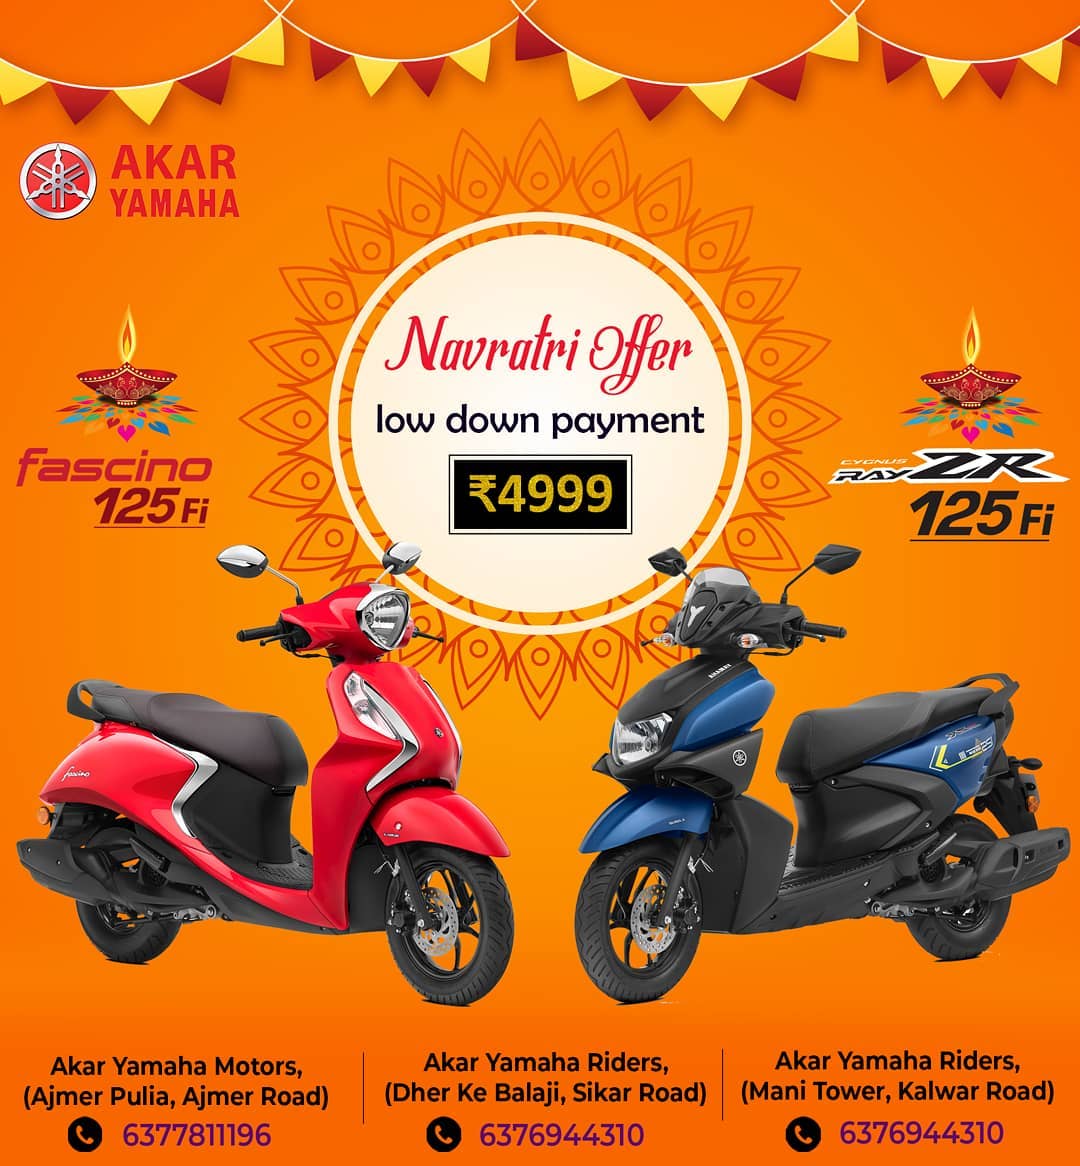 AKAR
YAMAHA
Navratri Offer
low down payment
₹4999
fascino
125 Fi
CYGNUS
RAY ZR
125 Fi
fascino
YAMAHA
Akar Yamaha Motors,
(Ajmer Pulia, Ajmer Road)
6377811196
Akar Yamaha Riders,
(Dher Ke Balaji, Sikar Road)
6376944310
Akar Yamaha Riders,
(Mani Tower, Kalwar Road)
6376944310